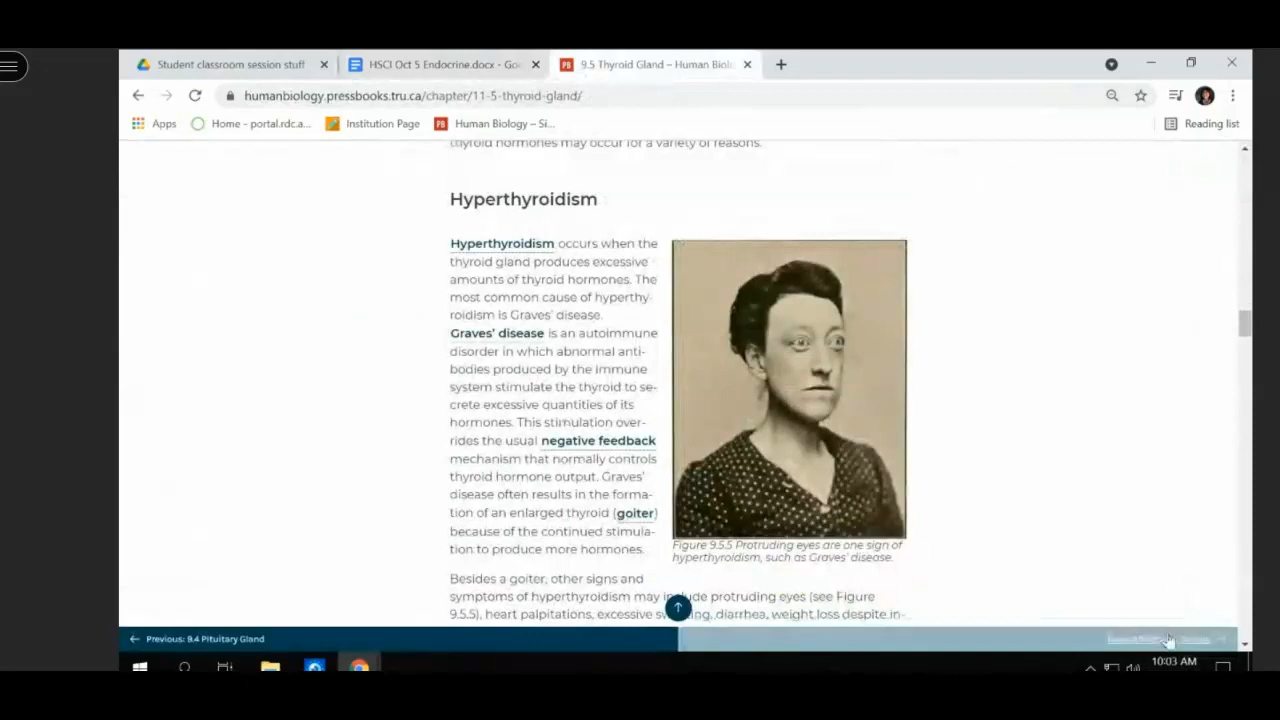 Student classroom session stuff
HSCI Oct 5 Endocrine.docx - Go
9.5 Thyroid Gland – Human Biol
humanbiology.pressbooks.tru.ca/chapter/11-5-thyroid-gland/
Apps
Home - portal.rdc.a...
Institution Page
Human Biology – Si...
Reading list
thyroid hormones may occur for a variety of reasons.
Hyperthyroidism
Hyperthyroidism occurs when the
thyroid gland produces excessive
amounts of thyroid hormones. The
most common cause of hyperthy-
roidism is Graves' disease.
Graves' disease is an autoimmune
disorder in which abnormal anti-
bodies produced by the immune
system stimulate the thyroid to se-
crete excessive quantities of its
hormones. This stimulation over-
rides the usual negative feedback
mechanism that normally controls
thyroid hormone output. Graves'
disease often results in the forma-
tion of an enlarged thyroid (goiter)
because of the continued stimula-
tion to produce more hormones.
Figure 9.5.5 Protruding eyes are one sign of
hyperthyroidism, such as Graves' disease.
Besides a goiter, other signs and
symptoms of hyperthyroidism may include protruding eyes (see Figure
9.5.5), heart palpitations, excessive diarrhea, weight loss despite in-
Previous: 9.4 Pituitary Gland
10:03 AM